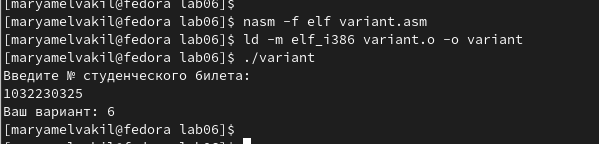 [maryamelvakil@fedora lab06]$
[maryamelvakil@fedora lab06]$ nasm -f elf variant.asm
[maryamelvakil@fedora lab06]$ ld -m elf_i386 variant.o -o variant
[maryamelvakil@fedora lab06]$ ./variant
Введите № студенческого билета:
1032230325
Ваш вариант: 6
[maryamelvakil@fedora lab06]$
[maryamelvakil@fedora lab06]$